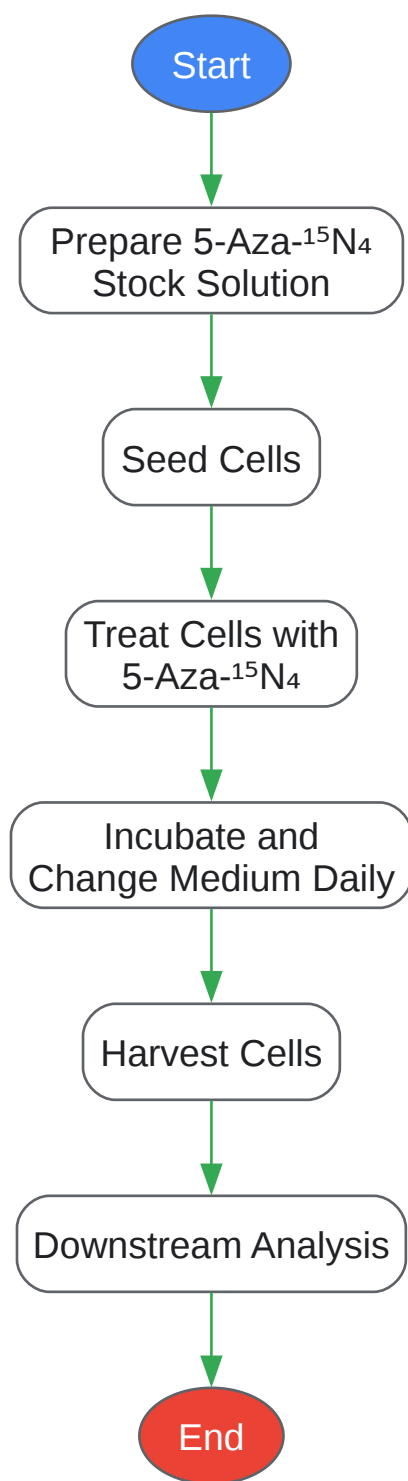 Start
Prepare 5-Aza-¹⁵N₄
Stock Solution
Seed Cells
Treat Cells with
5-Aza-¹⁵N₄
Incubate and
Change Medium Daily
Harvest Cells
Downstream Analysis
End